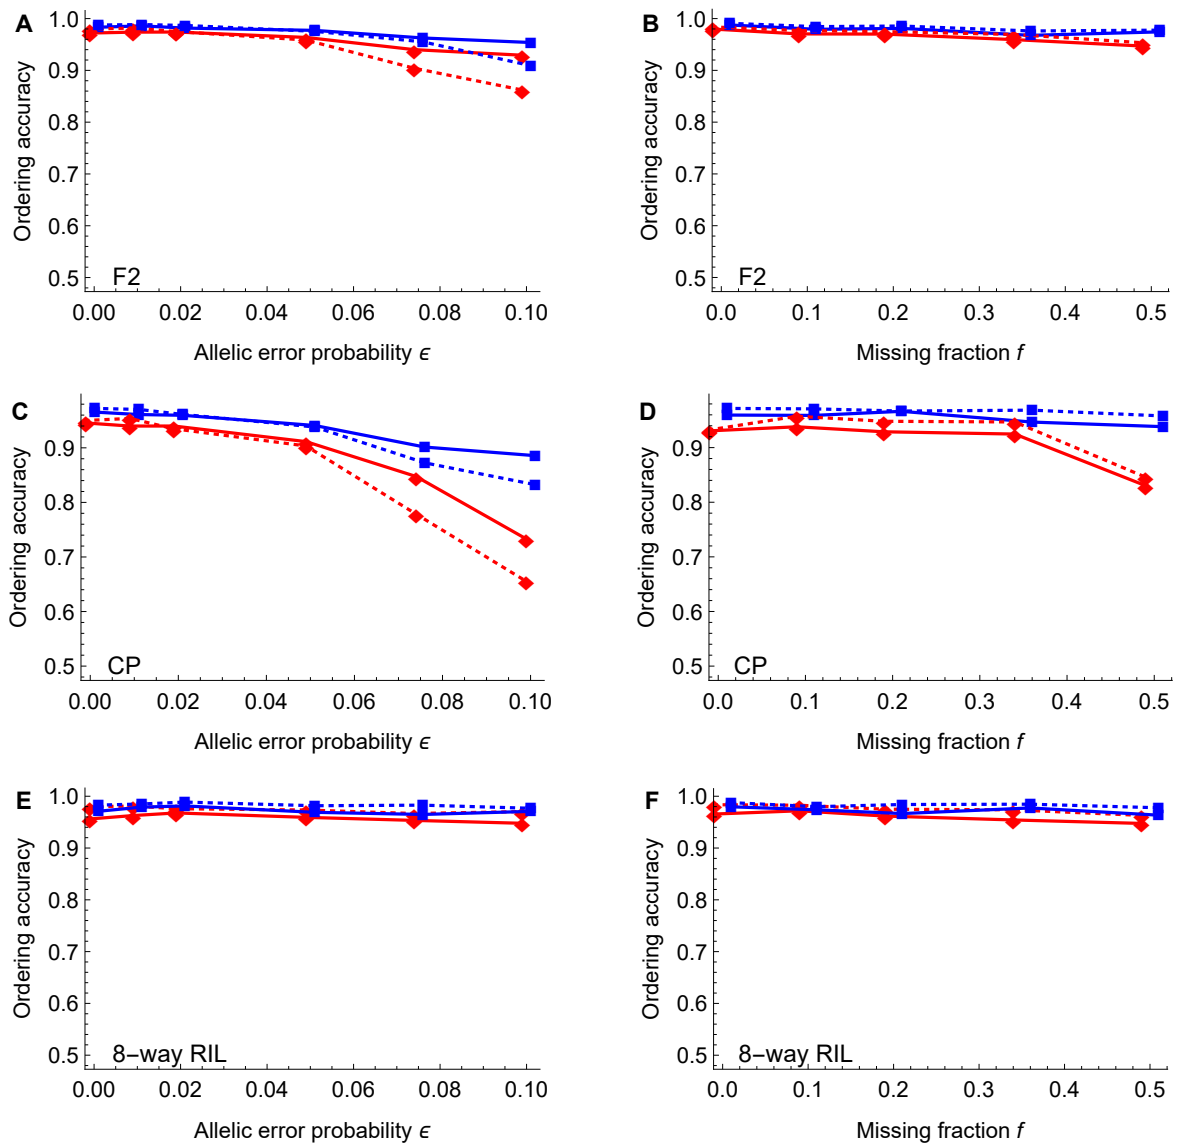 A
Ordering accuracy
1.0
0.9
0.8
0.7
0.6
0.5
F2
0.00 0.02 0.04 0.06 0.08 0.10
Allelic error probability ϵ
B
Ordering accuracy
1.0
0.9
0.8
0.7
0.6
0.5
F2
0.0 0.1 0.2 0.3 0.4 0.5
Missing fraction f
C
Ordering accuracy
0.9
0.8
0.7
0.6
0.5
CP
0.00 0.02 0.04 0.06 0.08 0.10
Allelic error probability ϵ
D
Ordering accuracy
0.9
0.8
0.7
0.6
0.5
CP
0.0 0.1 0.2 0.3 0.4 0.5
Missing fraction f
E
Ordering accuracy
1.0
0.9
0.8
0.7
0.6
0.5
8−way RIL
0.00 0.02 0.04 0.06 0.08 0.10
Allelic error probability ϵ
F
Ordering accuracy
1.0
0.9
0.8
0.7
0.6
0.5
8−way RIL
0.0 0.1 0.2 0.3 0.4 0.5
Missing fraction f